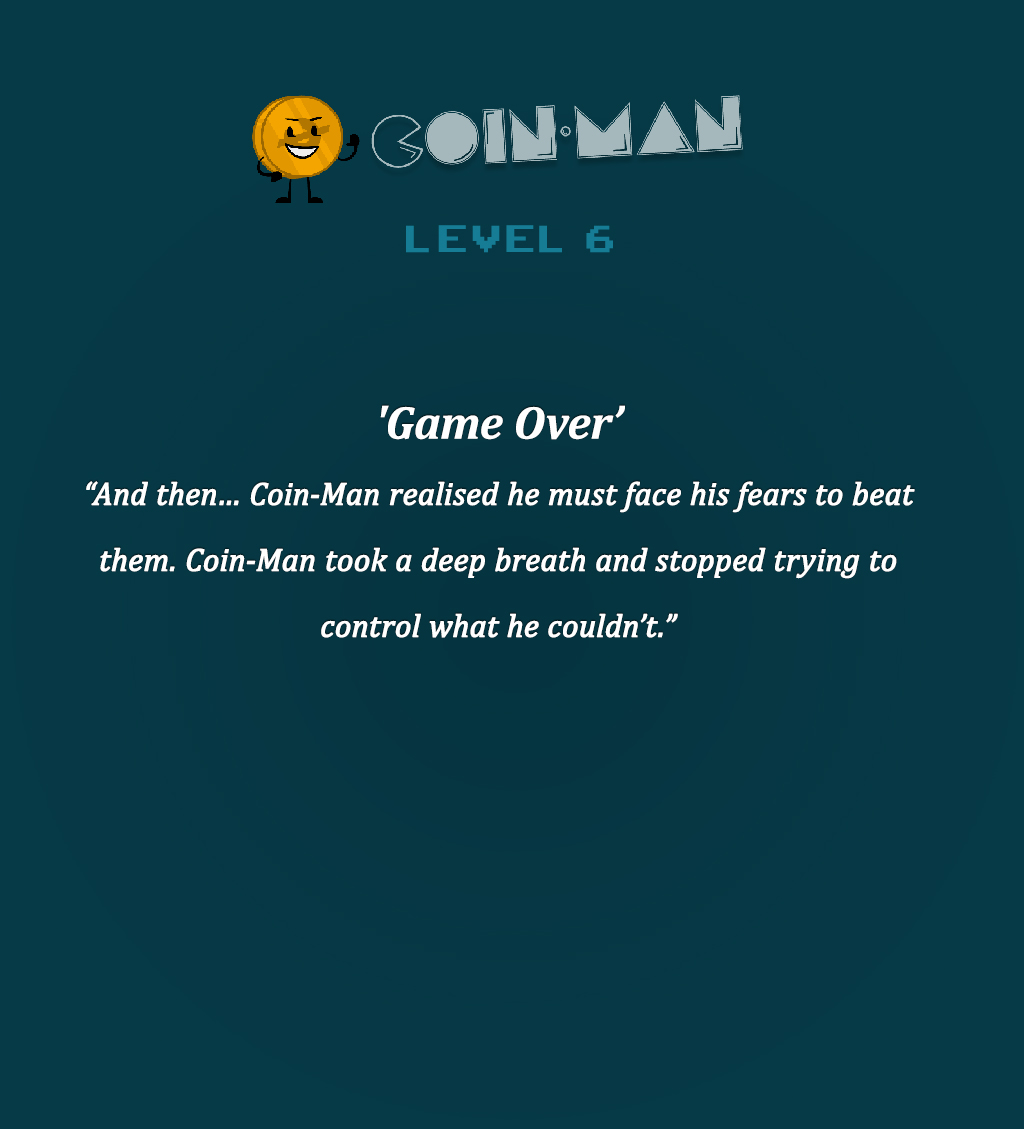 COIN·MAN
LEVEL 6
'Game Over’
“And then... Coin-Man realised he must face his fears to beat
them. Coin-Man took a deep breath and stopped trying to
control what he couldn’t.”